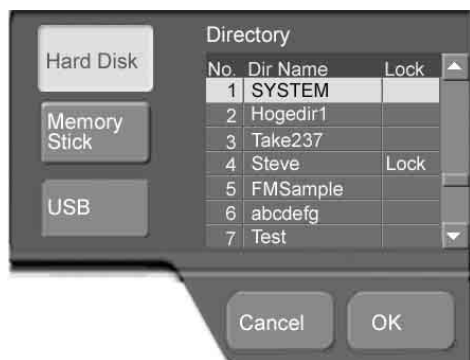 Hard Disk
Memory
Stick
USB
Directory
No. Dir Name Lock
1 SYSTEM
2 Hogedir1
3 Take237
4 Steve Lock
5 FMSample
6 abcdefg
7 Test
Cancel
OK